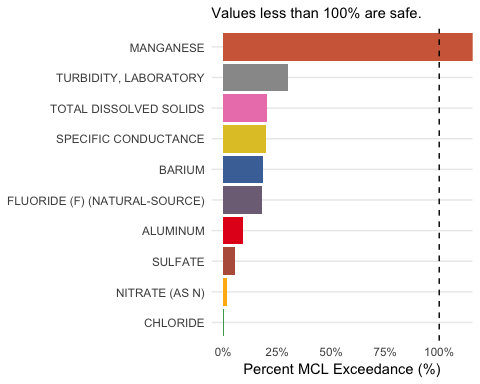 Values less than 100% are safe.
MANGANESE
TURBIDITY, LABORATORY
TOTAL DISSOLVED SOLIDS
SPECIFIC CONDUCTANCE
BARIUM
FLUORIDE (F) (NATURAL-SOURCE)
ALUMINUM
SULFATE
NITRATE (AS N)
CHLORIDE
0% 25% 50% 75% 100%
Percent MCL Exceedance (%)